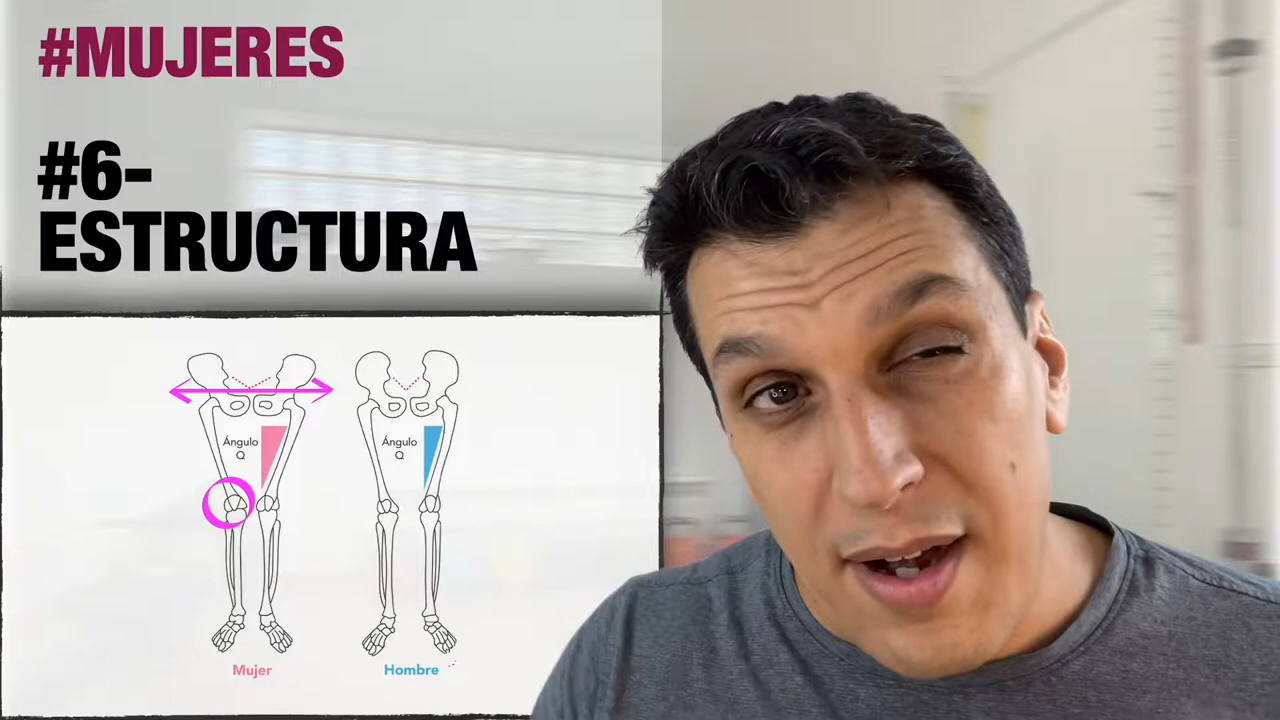 #MUJERES
#6-
ESTRUCTURA
Ángulo
Q
Ángulo
Q
Mujer
Hombre